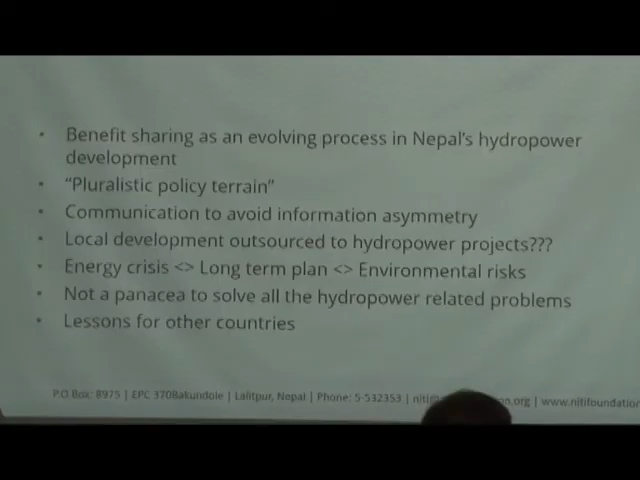 • Benefit sharing as an evolving process in Nepal's hydropower
development
• "Pluralistic policy terrain"
• Communication to avoid information asymmetry
• Local development outsourced to hydropower projects???
• Energy crisis <> Long term plan <> Environmental risks
• Not a panacea to solve all the hydropower related problems
• Lessons for other countries
P.O Box: 8975 | EPC 370Bakundole | Lalitpur, Nepal | Phone: 5-532353 | | www.nitifoundation